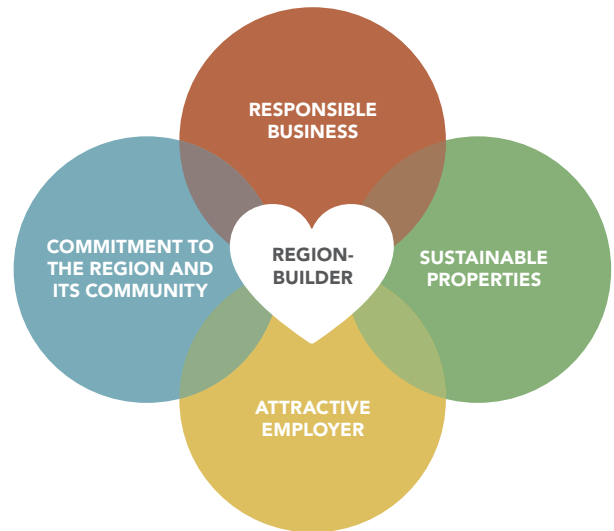 RESPONSIBLE
BUSINESS
COMMITMENT TO
THE REGION AND
ITS COMMUNITY
REGION-
BUILDER
SUSTAINABLE
PROPERTIES
ATTRACTIVE
EMPLOYER